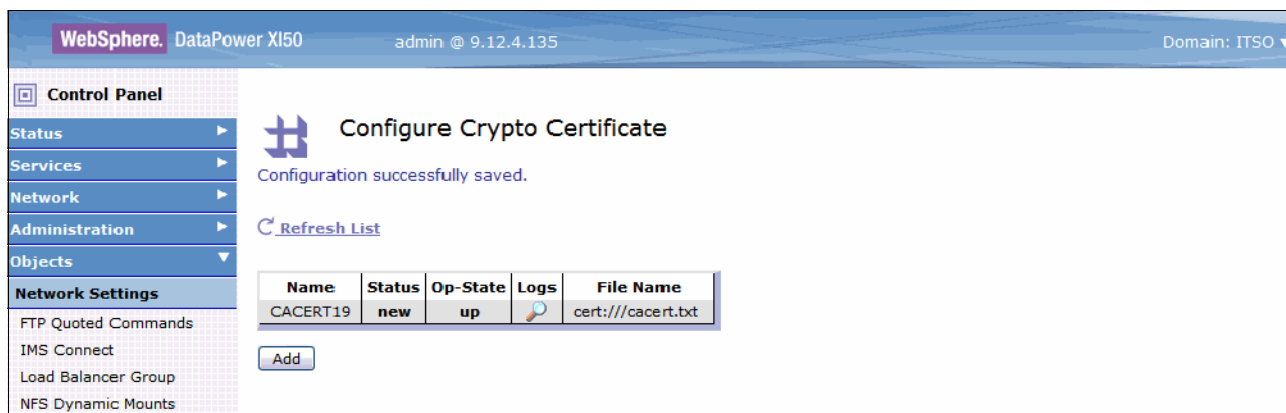 WebSphere. DataPower XI50 admin @ 9.12.4.135 Domain: ITSO
Control Panel
Status
Services
Network
Administration
Objects
Network Settings
FTP Quoted Commands
IMS Connect
Load Balancer Group
NFS Dynamic Mounts
Configure Crypto Certificate
Configuration successfully saved.
Refresh List
Name Status Op-State Logs File Name
CACERT19 new up cert:///cacert.txt
Add